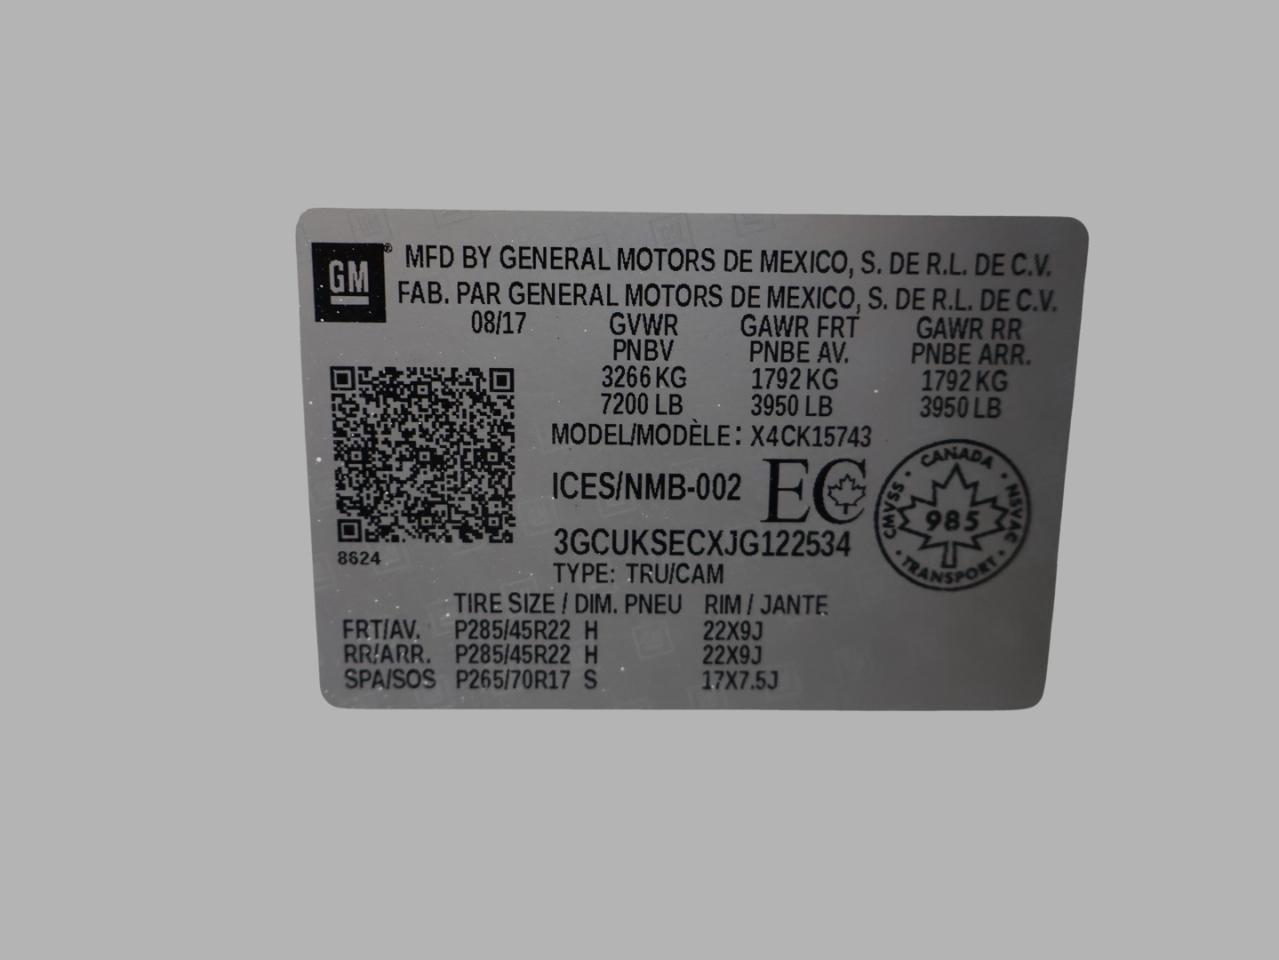 GM®
MFD BY GENERAL MOTORS DE MEXICO, S. DE R.L. DE C.V.
FAB. PAR GENERAL MOTORS DE MEXICO, S. DE R.L. DE C.V.
08/17 GVWR GAWR FRT GAWR RR
PNBV PNBE AV. PNBE ARR.
3266 KG 1792 KG 1792 KG
7200 LB 3950 LB 3950 LB
MODEL/MODÈLE: X4CK15743
ICES/NMB-002 EC
CANADA
CMVSS 985 NSVAC
TRANSPORT
3GCUKSECXJG122534
8624
TYPE: TRU/CAM
TIRE SIZE / DIM. PNEU RIM / JANTE
FRT/AV. P285/45R22 H 22X9J
RR/ARR. P285/45R22 H 22X9J
SPA/SOS P265/70R17 S 17X7.5J